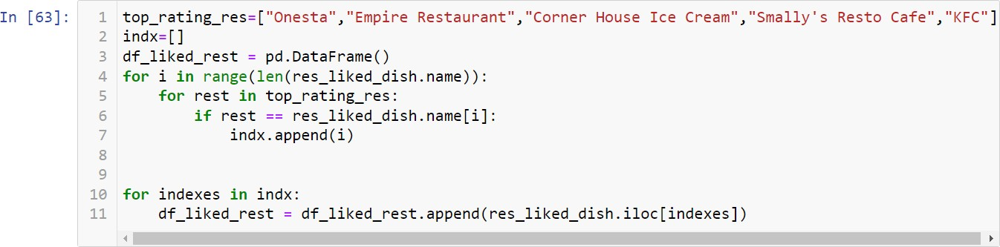 In [63]:
1 top_rating_res=["Onesta","Empire Restaurant","Corner House Ice Cream","Smally's Resto Cafe","KFC"]
2 indx=[]
3 df_liked_rest = pd.DataFrame()
4 for i in range(len(res_liked_dish.name)):
5     for rest in top_rating_res:
6         if rest == res_liked_dish.name[i]:
7             indx.append(i)
8
9
10 for indexes in indx:
11     df_liked_rest = df_liked_rest.append(res_liked_dish.iloc[indexes])